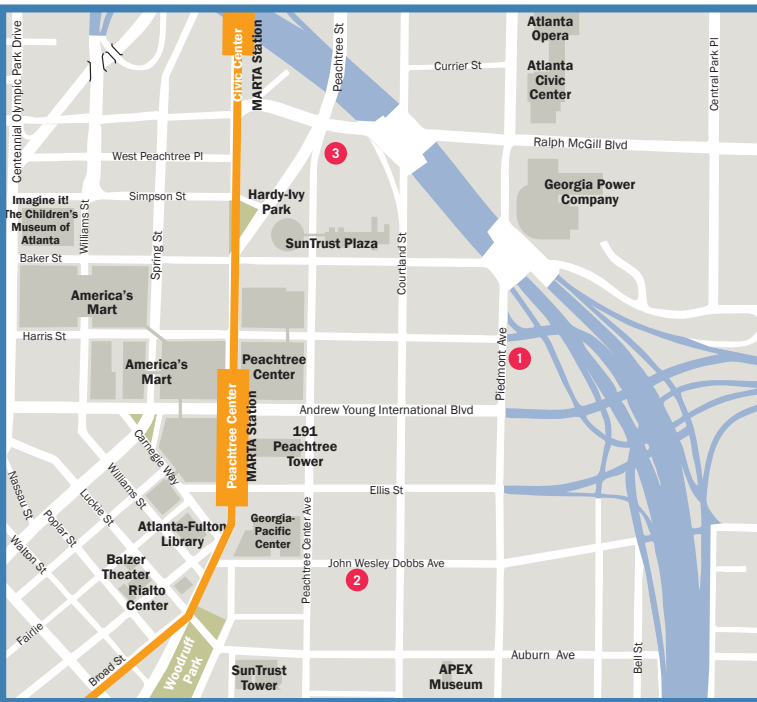 Centennial Olympic Park Drive
Civic Center
MARTA Station
Peachtree St
Atlanta
Opera
Currier St
Atlanta
Civic
Center
Central Park Pl
Ralph McGill Blvd
3
West Peachtree Pl
Georgia Power
Company
Simpson St
Hardy-Ivy
Park
Imagine it!
The Children's
Museum of
Atlanta
Williams St
Spring St
SunTrust Plaza
Courtland St
Baker St
America's
Mart
Harris St
Piedmont Ave
1
America's
Mart
Peachtree
Center
Peachtree Center
MARTA Station
Andrew Young International Blvd
191
Peachtree
Tower
Carnegie Way
Williams St
Luckie St
Nassau St
Poplar St
Walton St
Ellis St
Peachtree Center Ave
Atlanta-Fulton
Library
Georgia-
Pacific
Center
John Wesley Dobbs Ave
2
Balzer
Theater
Rialto
Center
Fairlie
Broad St
Woodruff
Park
SunTrust
Tower
Auburn Ave
APEX
Museum
Bell St